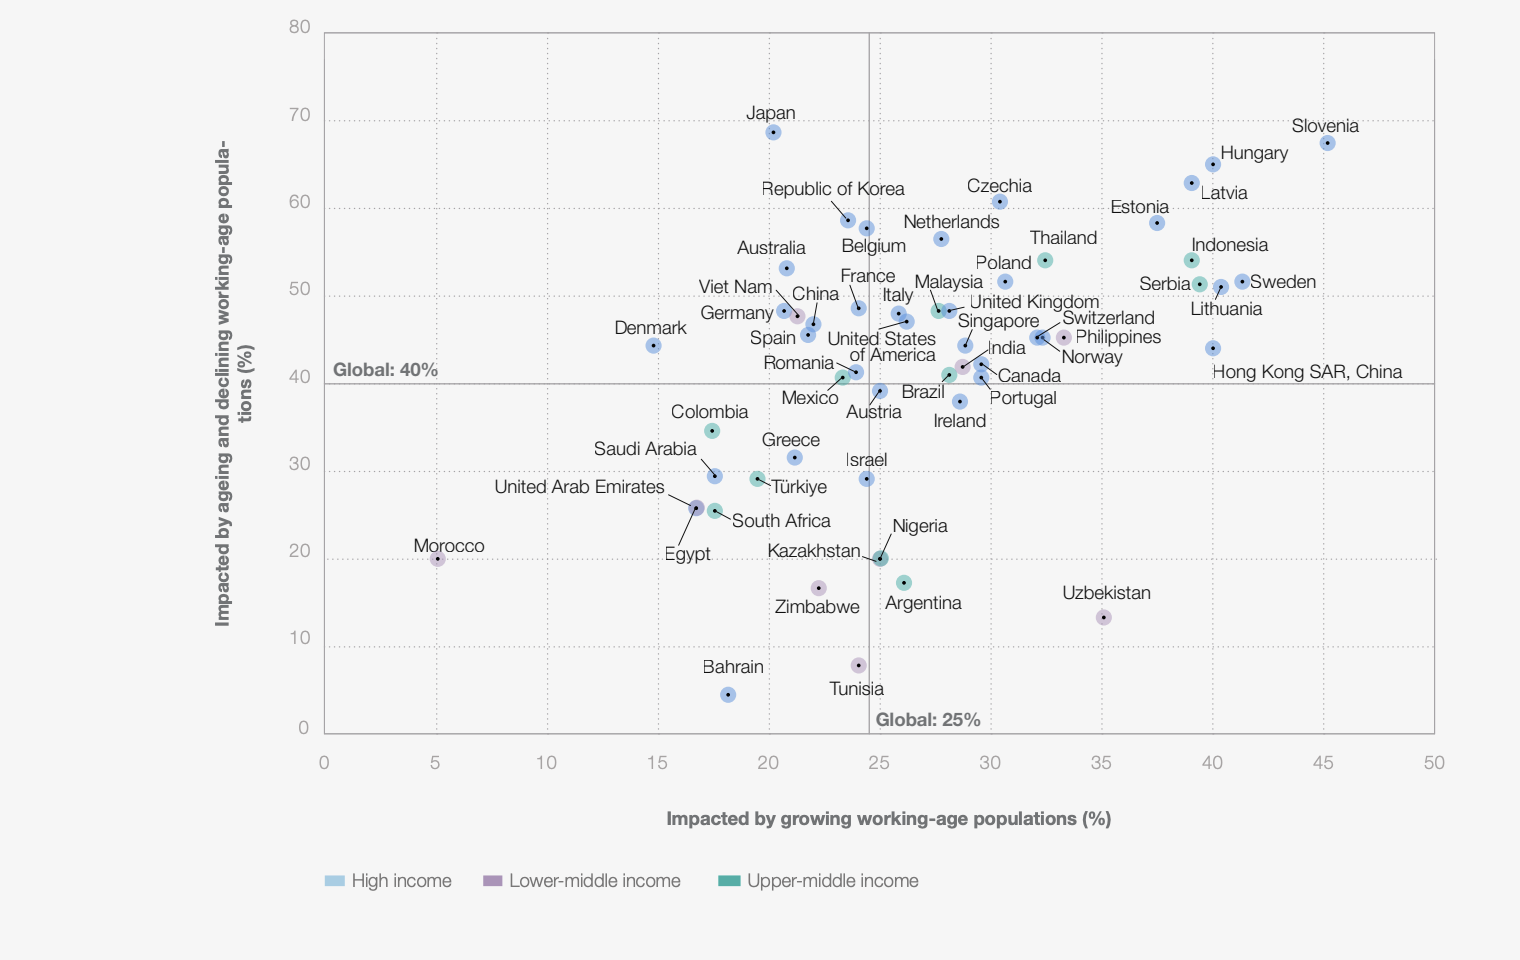 80
70
60
50
40
30
20
10
0
Impacted by ageing and declining working-age popula-
tions (%)
Japan
Slovenia
Hungary
Republic of Korea
Czechia
Latvia
Estonia
Netherlands
Thailand
Belgium
Australia
Indonesia
Poland
France
Malaysia
Serbia
Sweden
Viet Nam
China
Italy
United Kingdom
Lithuania
Germany
Singapore
Switzerland
Denmark
Spain
United States
of America
Philippines
India
Norway
Romania
Global: 40%
Hong Kong SAR, China
Canada
Mexico
Brazil
Portugal
Colombia
Austria
Ireland
Greece
Saudi Arabia
Israel
United Arab Emirates
Türkiye
South Africa
Nigeria
Morocco
Egypt
Kazakhstan
Uzbekistan
Zimbabwe
Argentina
Bahrain
Tunisia
Global: 25%
0
5
10
15
20
25
30
35
40
45
50
Impacted by growing working-age populations (%)
High income
Lower-middle income
Upper-middle income